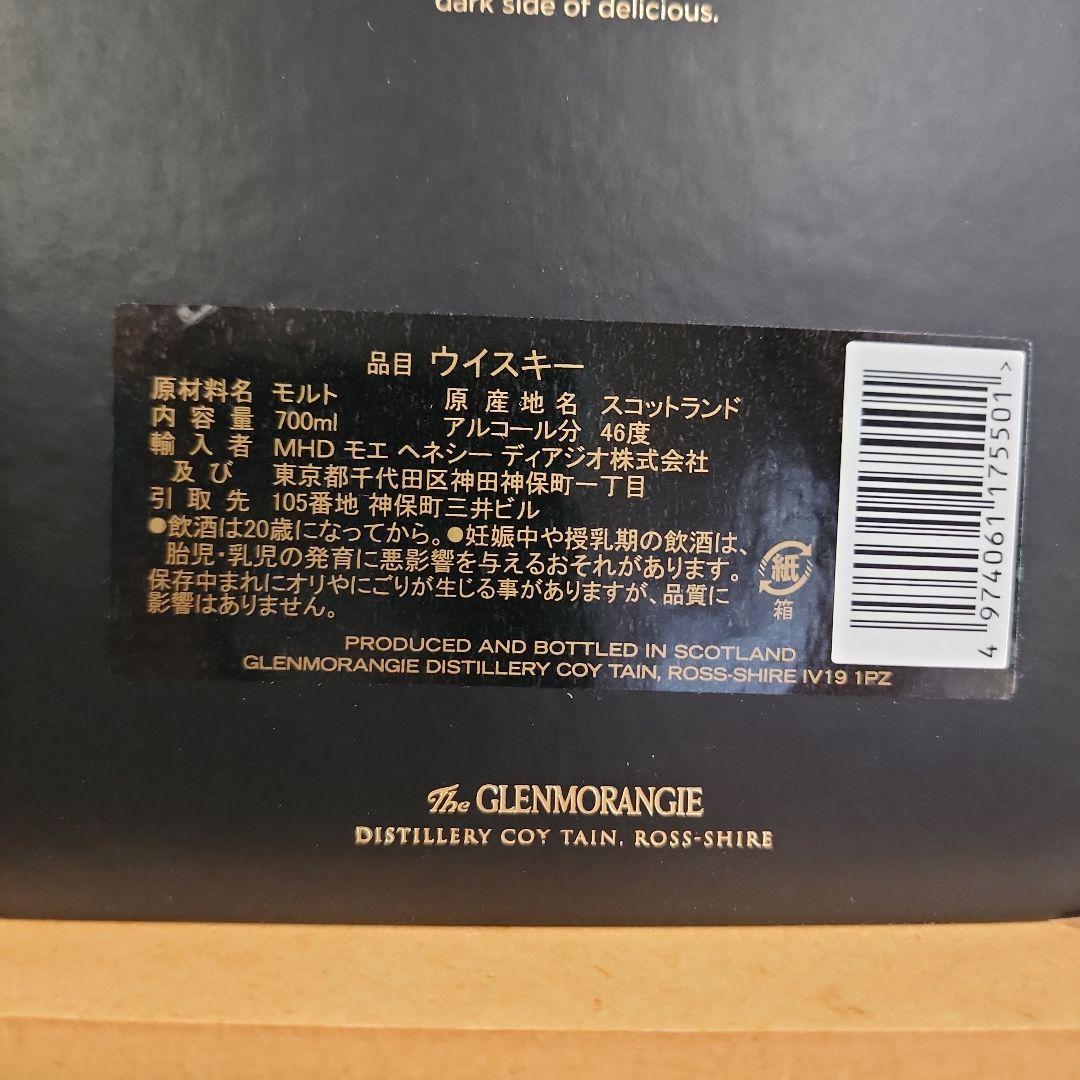 dark side of delicious.
品目 ウイスキー
原材料名 モルト 原産地名 スコットランド
内容量 700ml アルコール分 46度
輸入者 MHD モエ ヘネシー ディアジオ株式会社
及び 東京都千代田区神田神保町一丁目
引取先 105番地 神保町三井ビル
●飲酒は20歳になってから。●妊娠中や授乳期の飲酒は、
胎児・乳児の発育に悪影響を与えるおそれがあります。
保存中まれにオリやにごりが生じる事がありますが、品質に
影響はありません。
紙
箱
4 974061 175501 >
PRODUCED AND BOTTLED IN SCOTLAND
GLENMORANGIE DISTILLERY COY TAIN, ROSS-SHIRE IV19 1PZ
The GLENMORANGIE
DISTILLERY COY TAIN, ROSS-SHIRE